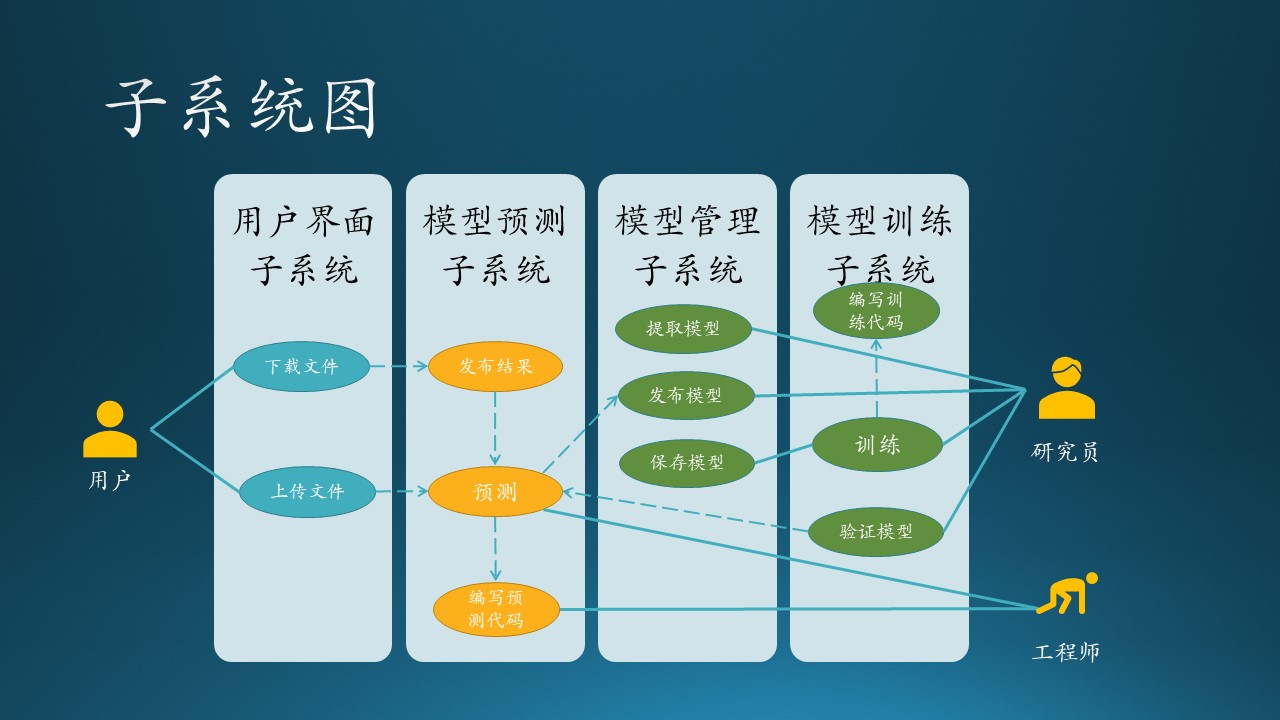 子系统图
用户界面
子系统
模型预测
子系统
模型管理
子系统
模型训练
子系统
下载文件
上传文件
发布结果
预测
编写预
测代码
提取模型
发布模型
保存模型
编写训
练代码
训练
验证模型
用户
研究员
工程师